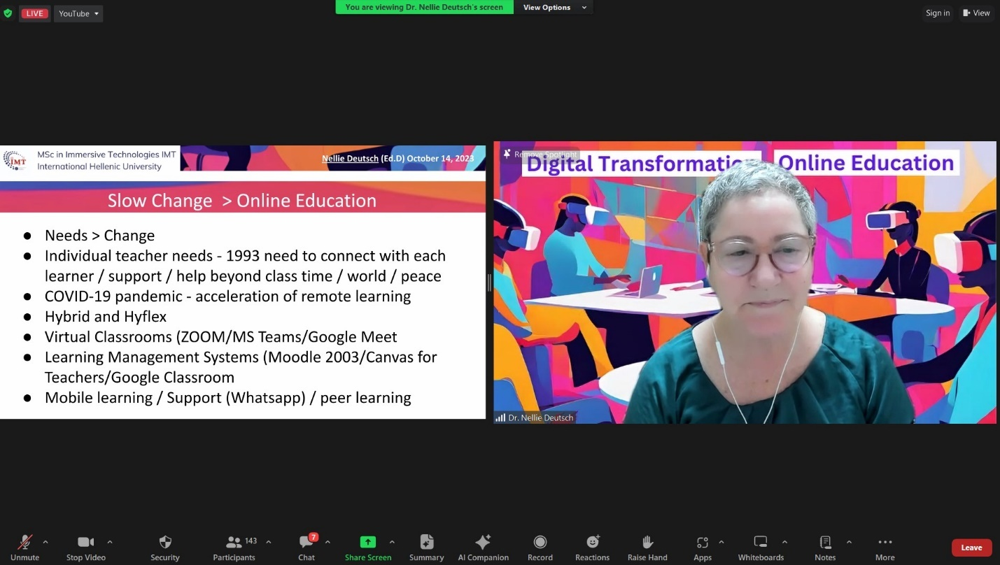 LIVE
YouTube
You are viewing Dr. Nellie Deutsch's screen
View Options
Sign in
View
IMT
MSc in Immersive Technologies IMT
International Hellenic University
Nellie Deutsch (Ed.D) October 14, 2023
Slow Change > Online Education
● Needs > Change
● Individual teacher needs - 1993 need to connect with each
learner / support / help beyond class time / world / peace
● COVID-19 pandemic - acceleration of remote learning
● Hybrid and Hyflex
● Virtual Classrooms (ZOOM/MS Teams/Google Meet
● Learning Management Systems (Moodle 2003/Canvas for
Teachers/Google Classroom
● Mobile learning / Support (Whatsapp) / peer learning
Remove Spotlight
Digital Transformatio
Online Education
Dr. Nellie Deutsch
Unmute
Stop Video
Security
143
Participants
7
Chat
Share Screen
Summary
AI Companion
Record
Reactions
Raise Hand
Apps
Whiteboards
Notes
More
Leave